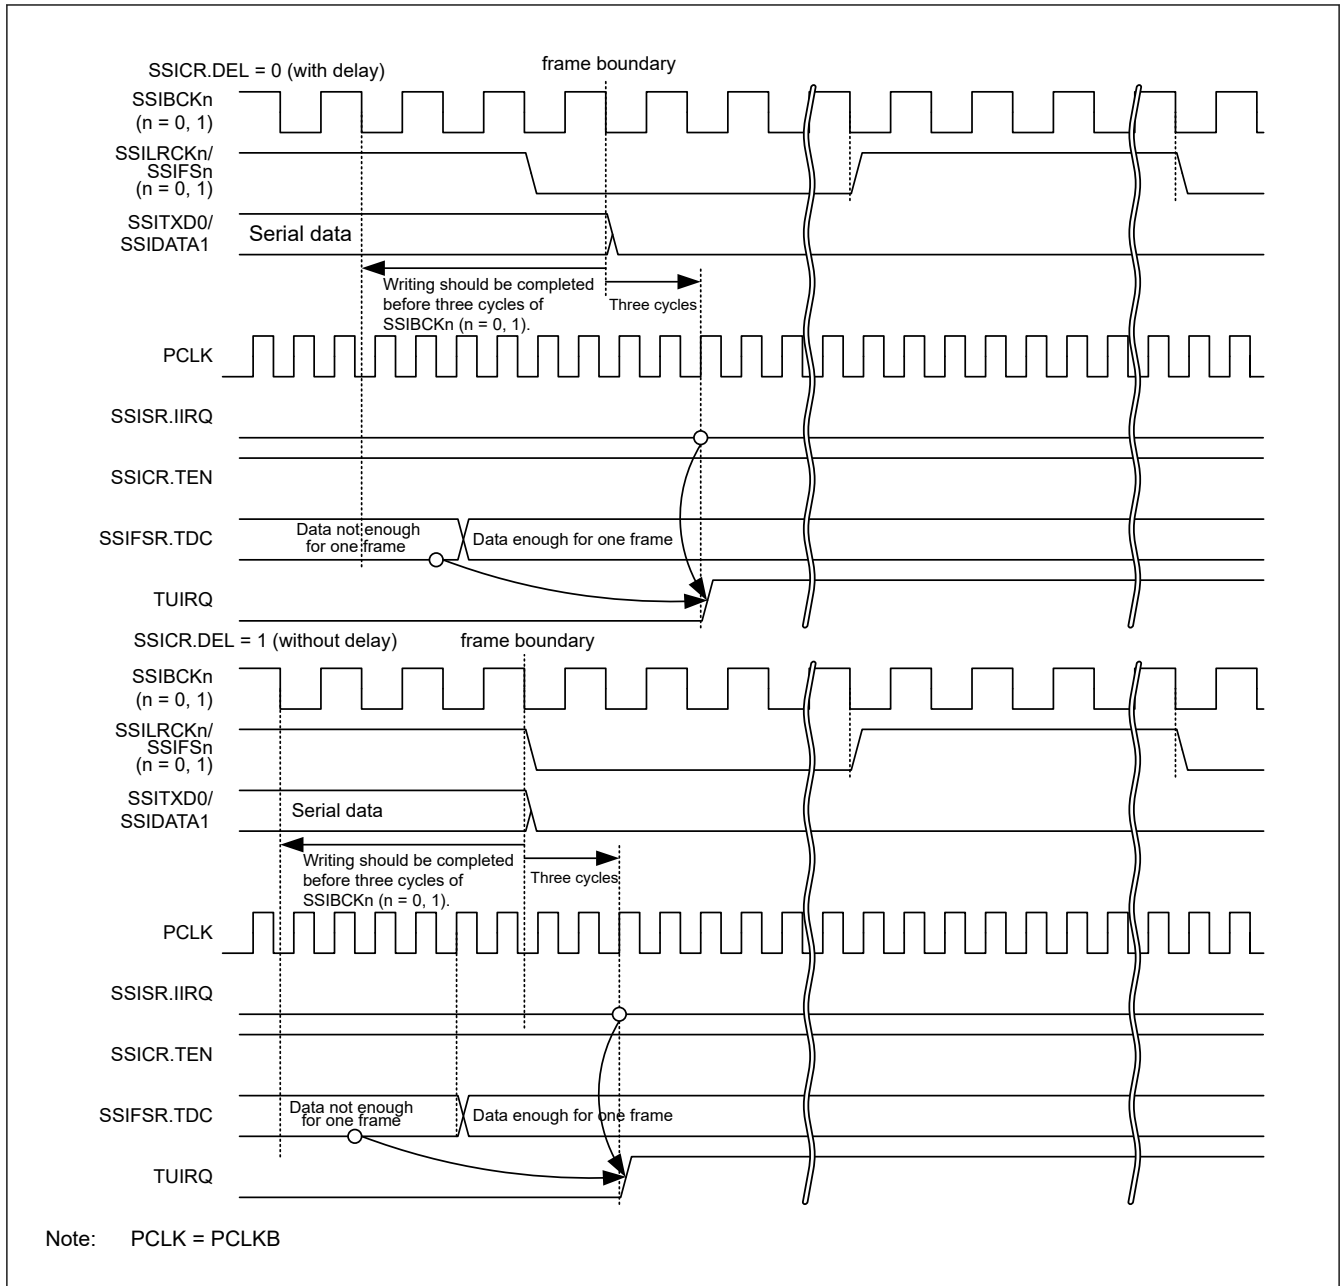 SSICR.DEL = 0 (with delay)
frame boundary
SSIBCKn
(n = 0, 1)
SSILRCKn/
SSIFSn
(n = 0, 1)
SSITXD0/
SSIDATA1
Serial data
Writing should be completed
before three cycles of
SSIBCKn (n = 0, 1).
Three cycles
PCLK
SSISR.IIRQ
SSICR.TEN
SSIFSR.TDC
Data not enough
for one frame
Data enough for one frame
TUIRQ
SSICR.DEL = 1 (without delay)
frame boundary
SSIBCKn
(n = 0, 1)
SSILRCKn/
SSIFSn
(n = 0, 1)
SSITXD0/
SSIDATA1
Serial data
Writing should be completed
before three cycles of
SSIBCKn (n = 0, 1).
Three cycles
PCLK
SSISR.IIRQ
SSICR.TEN
SSIFSR.TDC
Data not enough
for one frame
Data enough for one frame
TUIRQ
Note: PCLK = PCLKB